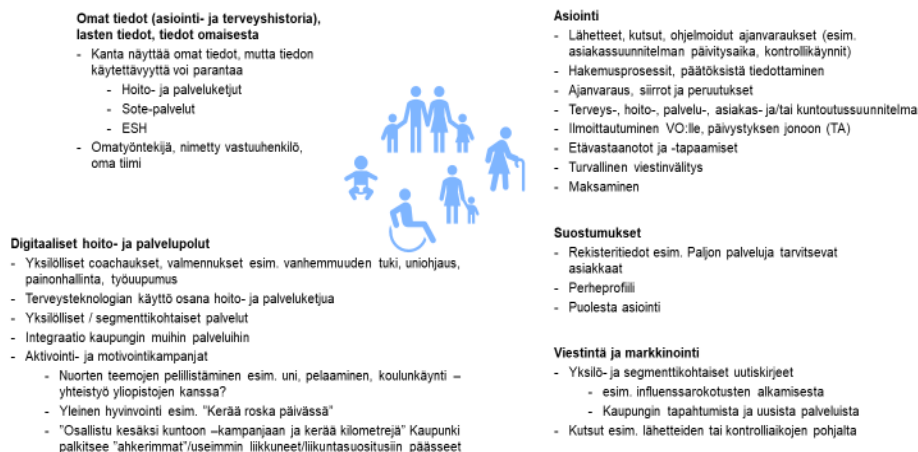 Omat tiedot (asiointi- ja terveyshistoria),
lasten tiedot, tiedot omaisesta
- Kanta näyttää omat tiedot, mutta tiedon
käytettävyyttä voi parantaa
- Hoito- ja palveluketjut
- Sote-palvelut
- ESH
- Omatyöntekijä, nimetty vastuuhenkilö,
oma tiimi
Digitaaliset hoito- ja palvelupolut
- Yksilölliset coachaukset, valmennukset esim. vanhemmuuden tuki, uniohjaus,
painonhallinta, työuupumus
- Terveysteknologian käyttö osana hoito- ja palveluketjua
- Yksilölliset / segmenttikohtaiset palvelut
- Integraatio kaupungin muihin palveluihin
- Aktivointi- ja motivointikampanjat
- Nuorten teemojen pelillistäminen esim. uni, pelaaminen, koulunkäynti –
yhteistyö yliopistojen kanssa?
- Yleinen hyvinvointi esim. "Kerää roska päivässä"
- "Osallistu kesäksi kuntoon –kampanjaan ja kerää kilometrejä" Kaupunki
palkitsee "ahkerimmat"/useimmin liikkuneet/liikuntasuositusiin päässeet
Asiointi
- Lähetteet, kutsut, ohjelmoidut ajanvaraukset (esim.
asiakassuunnitelman päivitysaika, kontrollikäynnit)
- Hakemusprosessit, päätöksistä tiedottaminen
- Ajanvaraus, siirrot ja peruutukset
- Terveys-, hoito-, palvelu-, asiakas- ja/tai kuntoutussuunnitelma
- Ilmoittautuminen VO:lle, päivystyksen jonoon (TA)
- Etävastaanotot ja -tapaamiset
- Turvallinen viestinvälitys
- Maksaminen
Suostumukset
- Rekisteritiedot esim. Paljon palveluja tarvitsevat
asiakkaat
- Perheprofiili
- Puolesta asiointi
Viestintä ja markkinointi
- Yksilö- ja segmenttikohtaiset uutiskirjeet
- esim. influenssarokotusten alkamisesta
- Kaupungin tapahtumista ja uusista palveluista
- Kutsut esim. lähetteiden tai kontrolliaikojen pohjalta